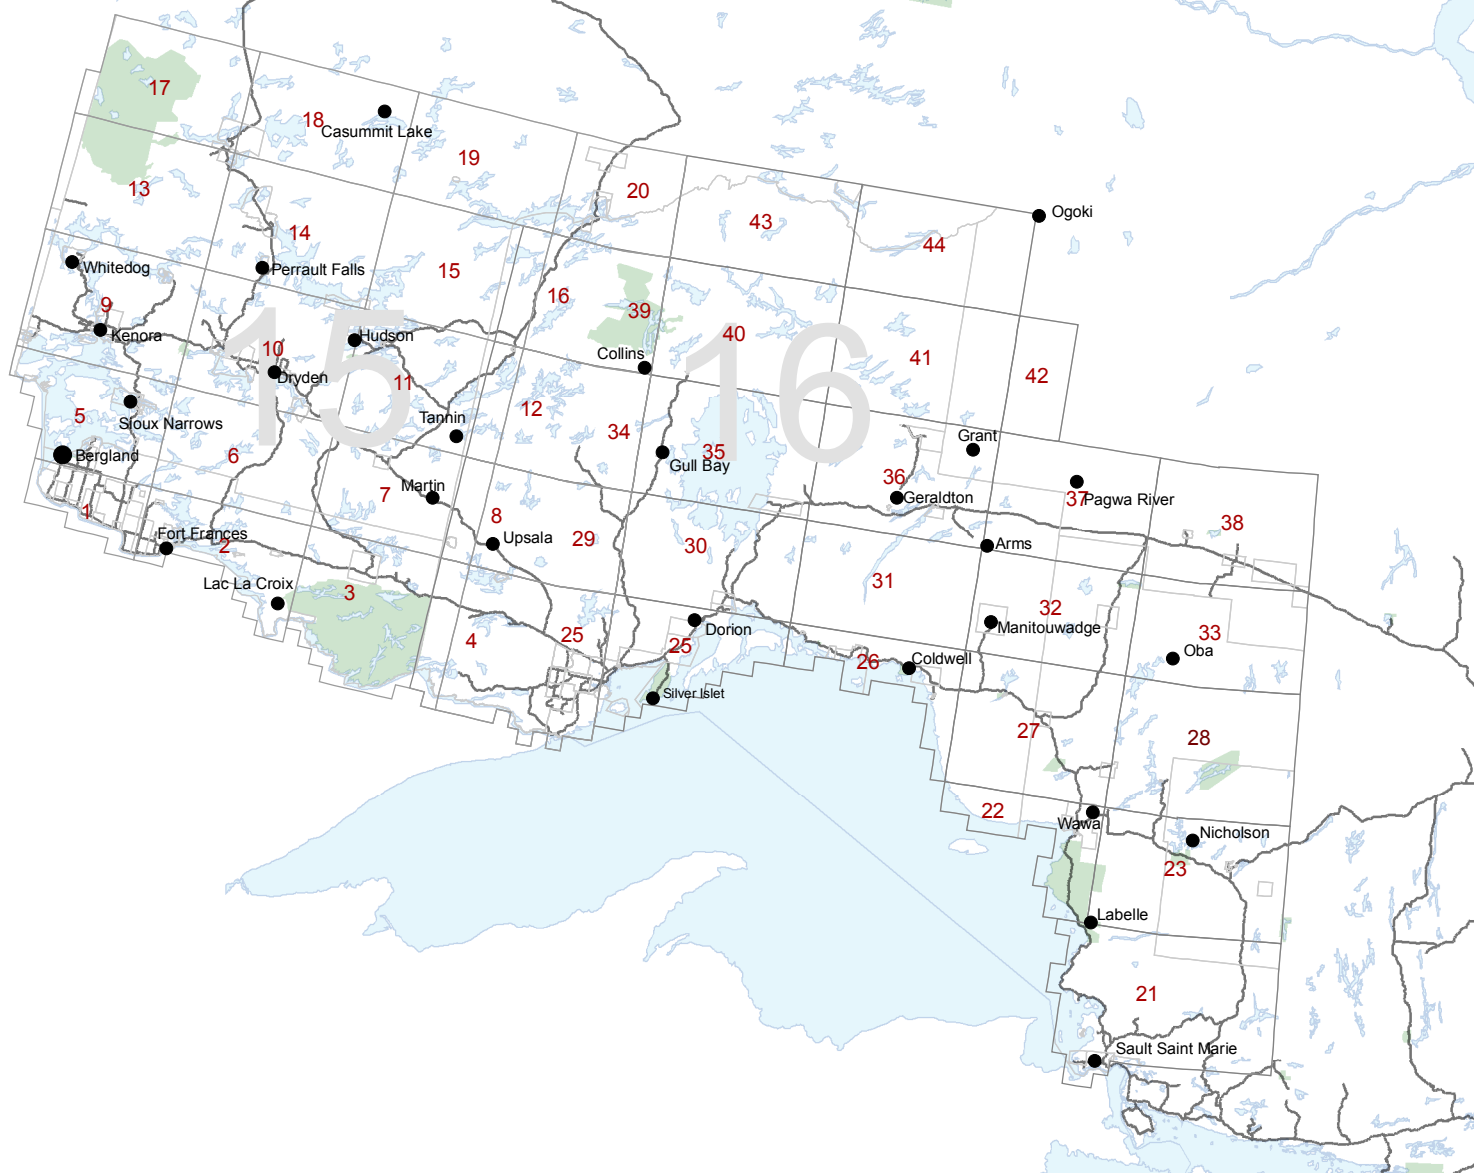 17
18
Casummit Lake
19
13
20
43
Ogoki
44
14
15
Whitedog
Perrault Falls
16
9
39
Kenora
15
Hudson
40
16
10
Collins
41
Dryden
11
42
5
Sioux Narrows
12
Tannin
34
Grant
6
Bergland
35
Gull Bay
7
Martin
36
Geraldton
37
Pagwa River
1
8
38
Fort Frances
2
Upsala
29
30
Arms
Lac La Croix
3
31
32
Manitouwadge
4
25
25
Dorion
33
Oba
26
Coldwell
Silver Islet
27
28
22
Wawa
Nicholson
23
Labelle
21
Sault Saint Marie